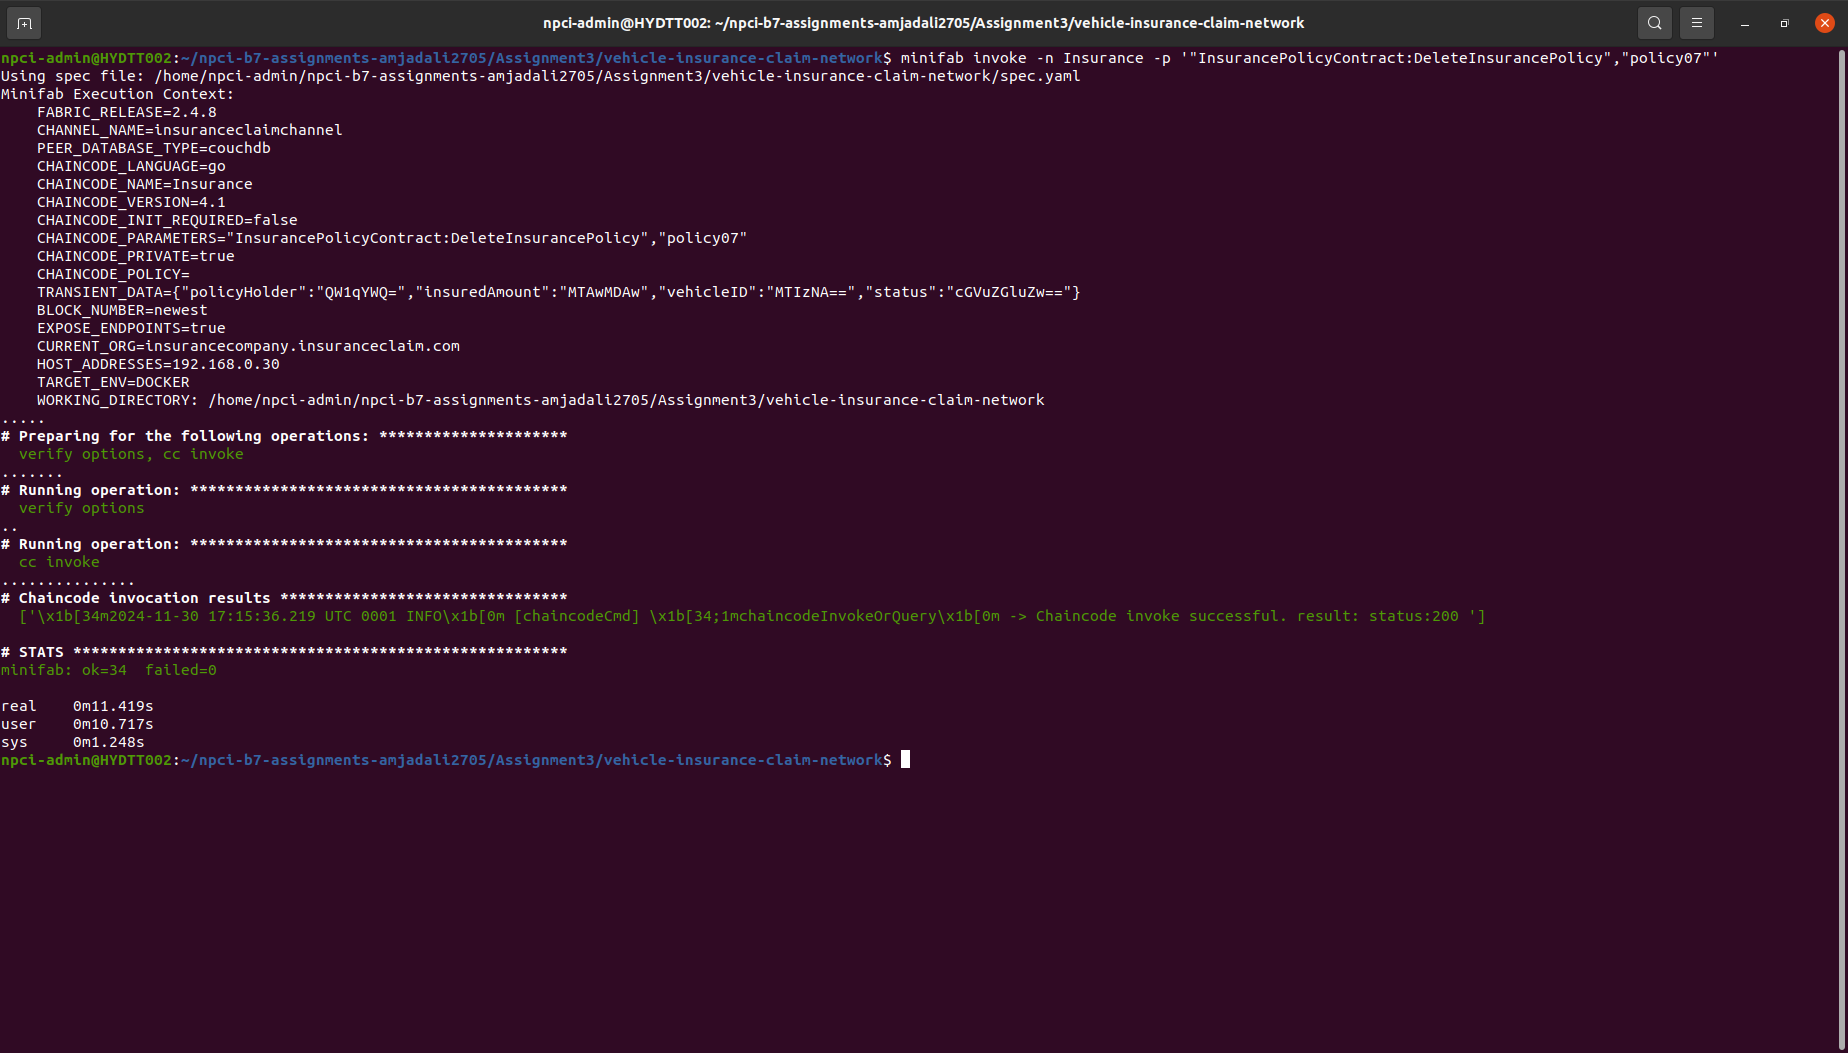 npci-admin@HYDTT002: ~/npci-b7-assignments-amjadali2705/Assignment3/vehicle-insurance-claim-network
npci-admin@HYDTT002:~/npci-b7-assignments-amjadali2705/Assignment3/vehicle-insurance-claim-network$ minifab invoke -n Insurance -p '"InsurancePolicyContract:DeleteInsurancePolicy","policy07"'
Using spec file: /home/npci-admin/npci-b7-assignments-amjadali2705/Assignment3/vehicle-insurance-claim-network/spec.yaml
Minifab Execution Context:
    FABRIC_RELEASE=2.4.8
    CHANNEL_NAME=insuranceclaimchannel
    PEER_DATABASE_TYPE=couchdb
    CHAINCODE_LANGUAGE=go
    CHAINCODE_NAME=Insurance
    CHAINCODE_VERSION=4.1
    CHAINCODE_INIT_REQUIRED=false
    CHAINCODE_PARAMETERS="InsurancePolicyContract:DeleteInsurancePolicy","policy07"
    CHAINCODE_PRIVATE=true
    CHAINCODE_POLICY=
    TRANSIENT_DATA={"policyHolder":"QW1qYWQ=","insuredAmount":"MTAwMDAw","vehicleID":"MTIzNA==","status":"cGVuZGluZw=="}
    BLOCK_NUMBER=newest
    EXPOSE_ENDPOINTS=true
    CURRENT_ORG=insurancecompany.insuranceclaim.com
    HOST_ADDRESSES=192.168.0.30
    TARGET_ENV=DOCKER
    WORKING_DIRECTORY: /home/npci-admin/npci-b7-assignments-amjadali2705/Assignment3/vehicle-insurance-claim-network
.....
# Preparing for the following operations: *********************
  verify options, cc invoke
.......
# Running operation: ******************************************
  verify options
..
# Running operation: ******************************************
  cc invoke
...............
# Chaincode invocation results ********************************
  ['\x1b[34m2024-11-30 17:15:36.219 UTC 0001 INFO\x1b[0m [chaincodeCmd] \x1b[34;1mchaincodeInvokeOrQuery\x1b[0m -> Chaincode invoke successful. result: status:200 ']
# STATS *******************************************************
minifab: ok=34  failed=0
real    0m11.419s
user    0m10.717s
sys     0m1.248s
npci-admin@HYDTT002:~/npci-b7-assignments-amjadali2705/Assignment3/vehicle-insurance-claim-network$